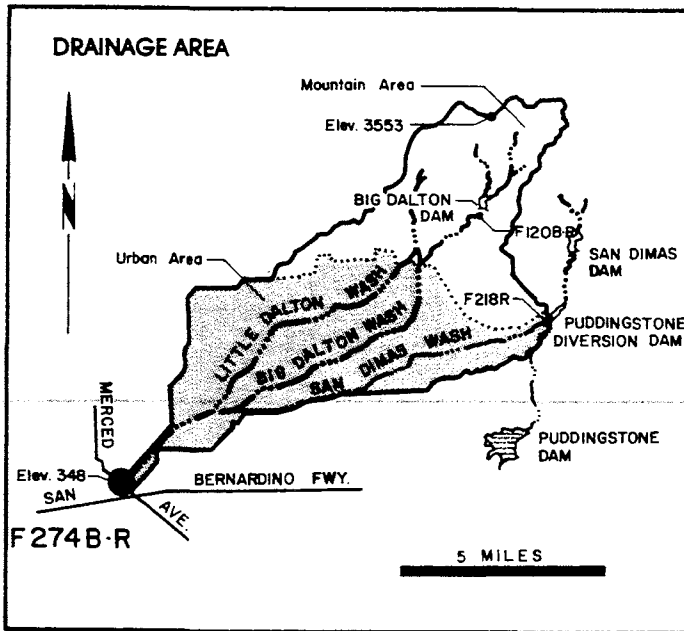 DRAINAGE AREA
Mountain Area
Elev. 3553
N
BIG DALTON
DAM
F120B-R
SAN DIMAS
DAM
Urban Area
F218R
PUDDINGSTONE
DIVERSION DAM
LITTLE DALTON WASH
BIG DALTON WASH
SAN DIMAS WASH
MERCED
AVE.
PUDDINGSTONE
DAM
Elev. 348
SAN BERNARDINO FWY.
F274B-R
5 MILES